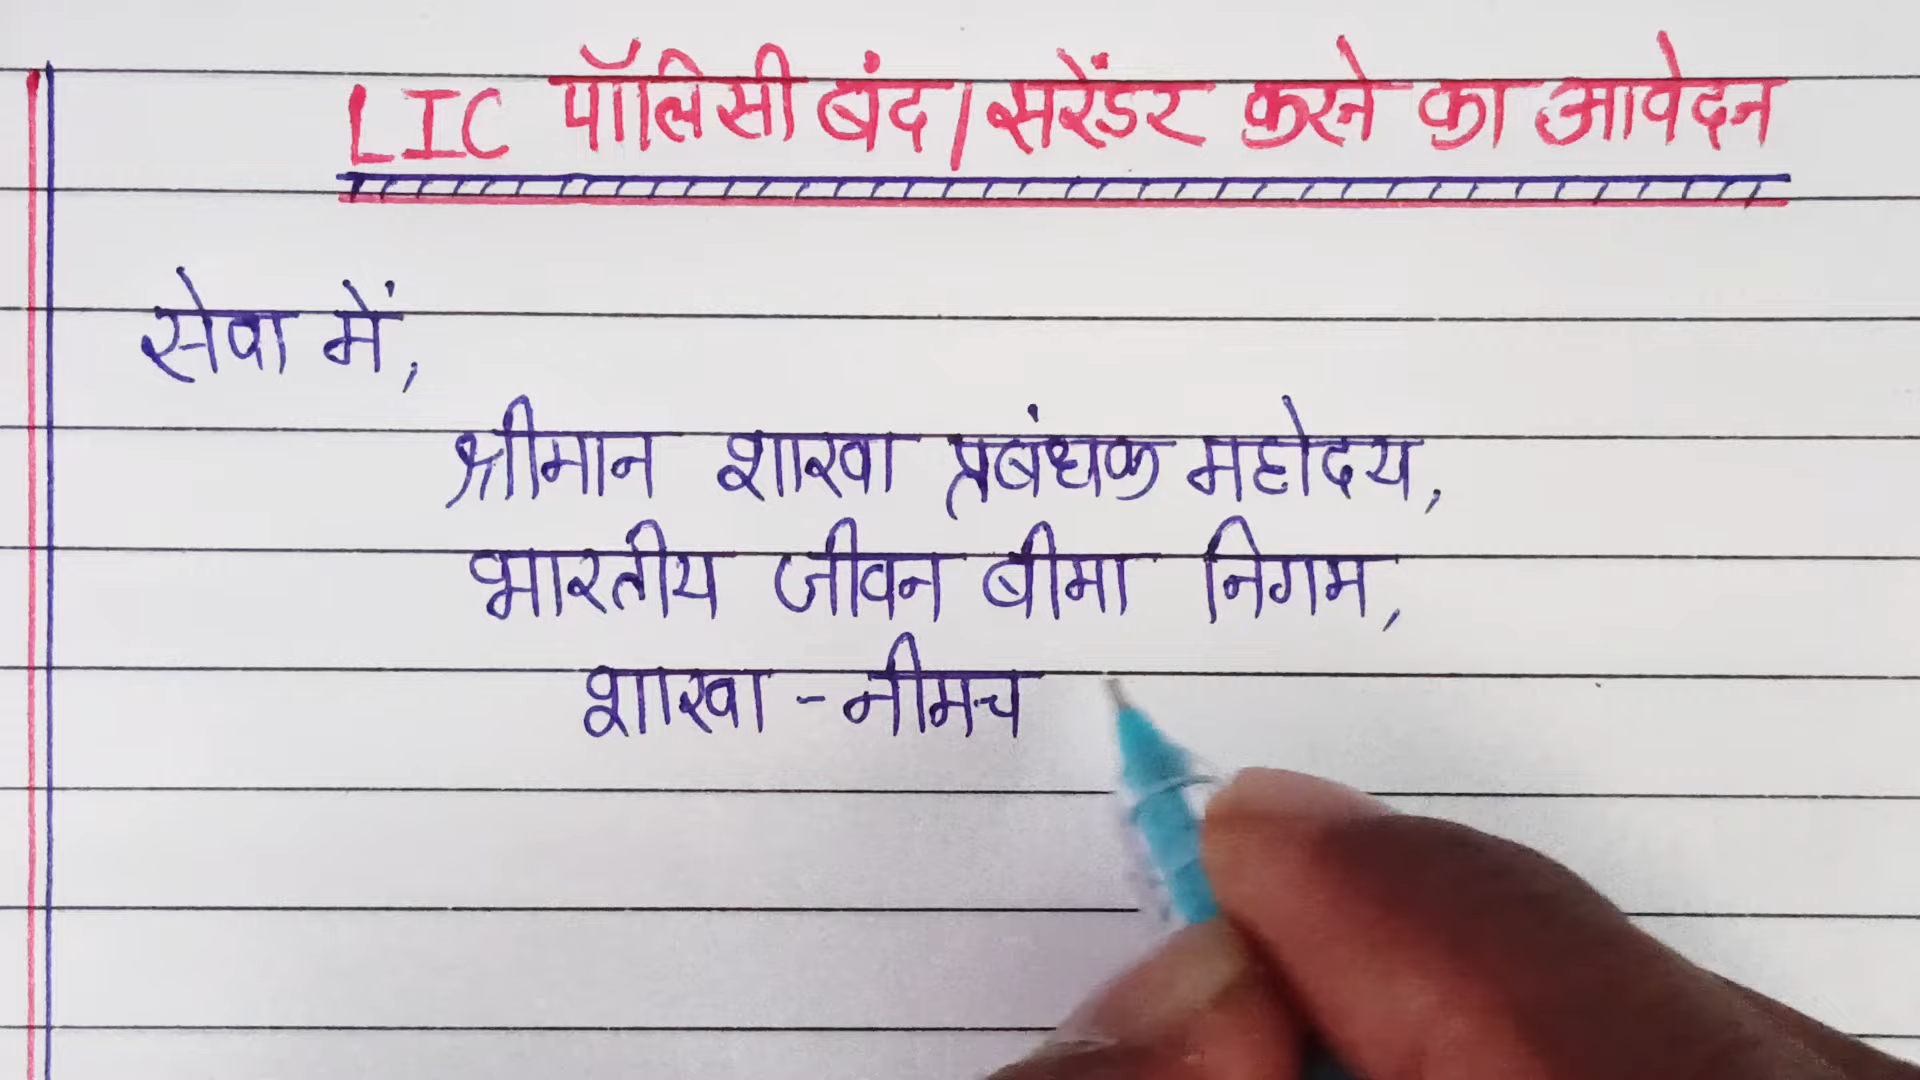 LIC पॉलिसी बंद/सरेंडर करने का आवेदन
सेवा में,
श्रीमान शाखा प्रबंधक महोदय,
भारतीय जीवन बीमा निगम,
शाखा - नीमच